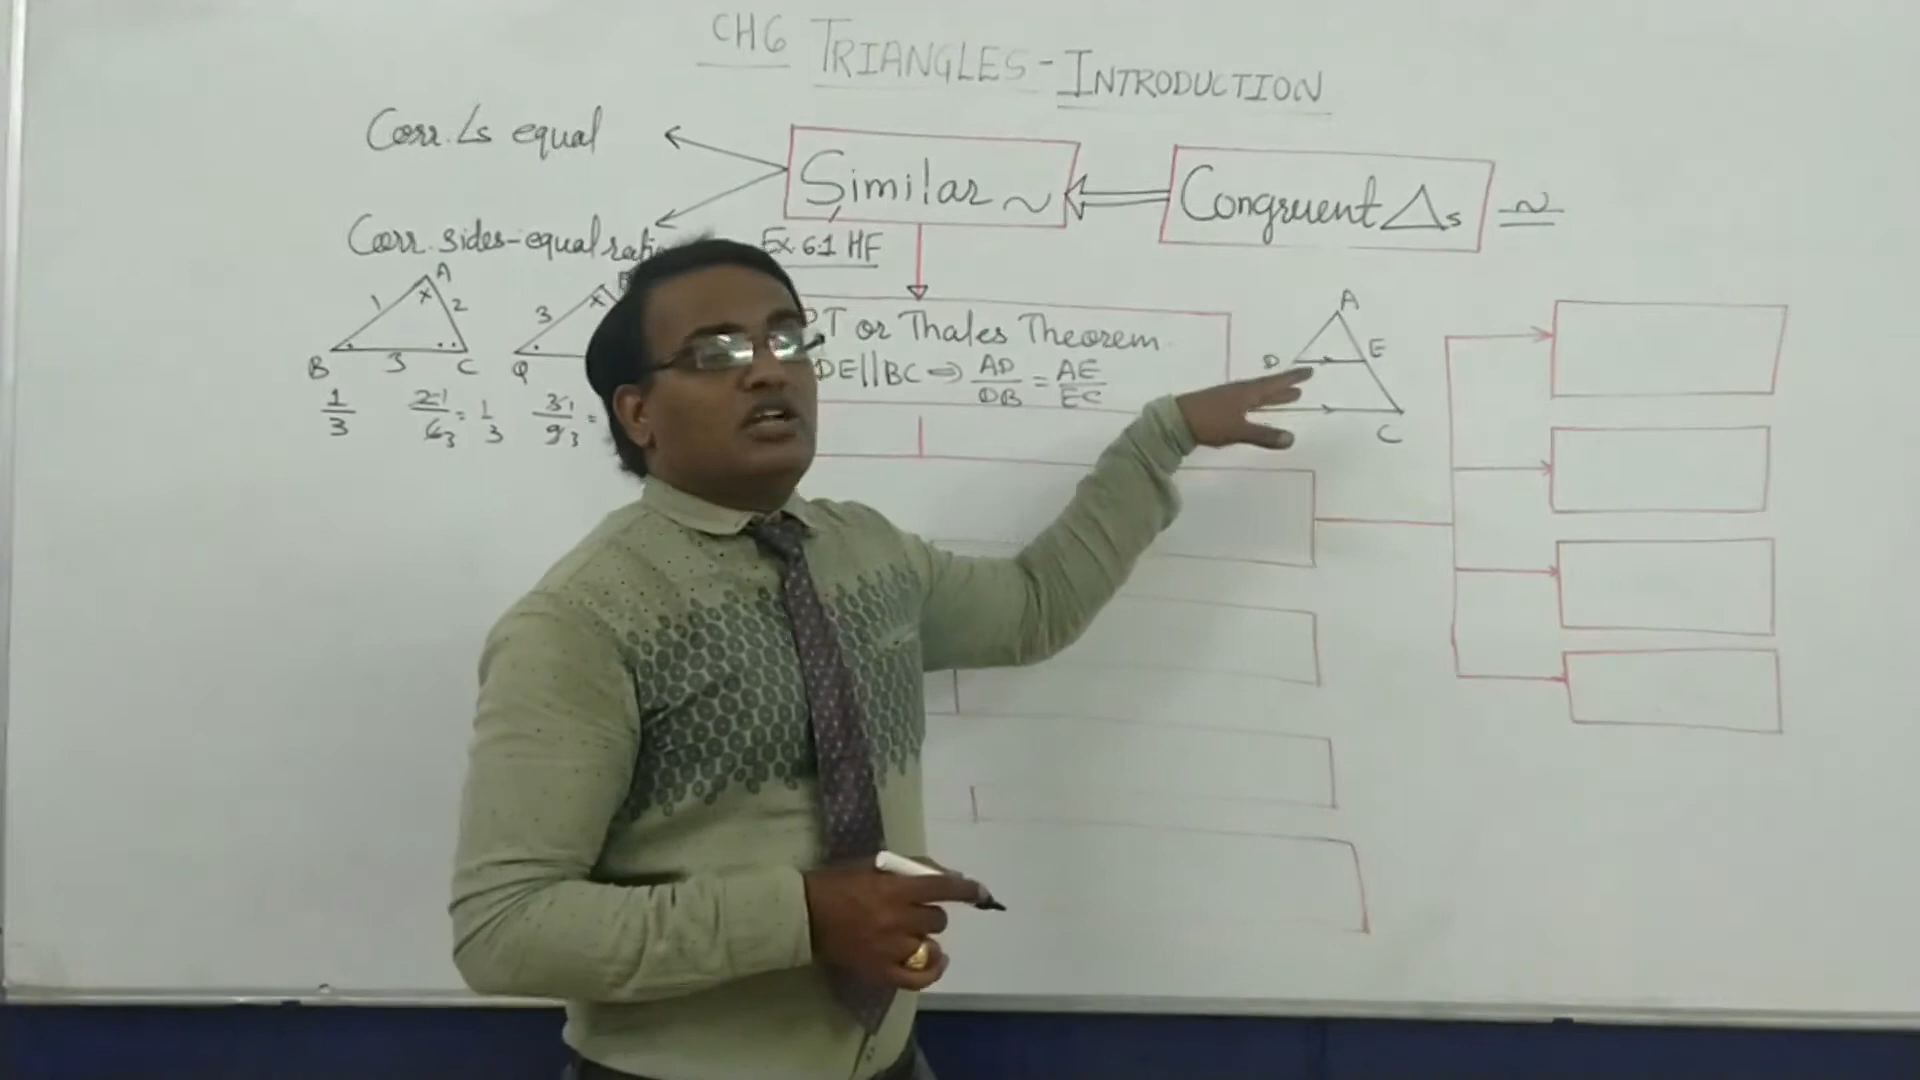 CH6 TRIANGLES - INTRODUCTION
Corr. ∠s equal
Similar ~
Congruent △s ≅
Corr. sides - equal
Ex 6.1 HF
T or Thales Theorem
DE||BC ⇒ AD/DB = AE/EC
A
1
2
B
3
C
1/3
2 1/6 3 = 1/3
3
Q
3 1/9 3 =
A
D
E
C